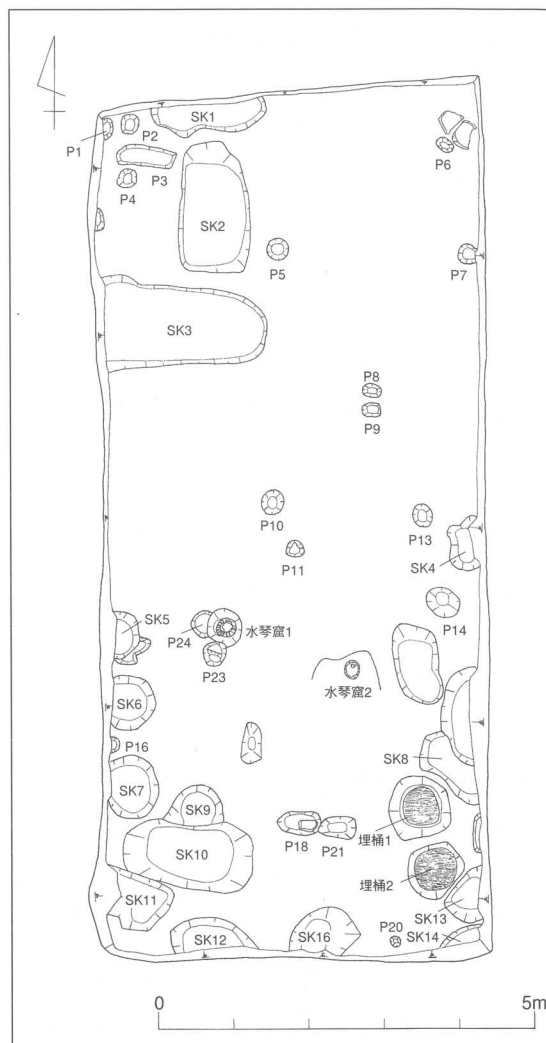 SK1
P1
P2
P3
P4
P6
SK2
P5
P7
SK3
P8
P9
P10
P11
P13
SK4
SK5
P24
水琴窟1
P23
P14
水琴窟2
SK6
P16
SK7
SK8
SK9
SK10
P18
P21
埋桶1
埋桶2
SK11
SK12
SK16
P20
SK13
SK14
0
5m